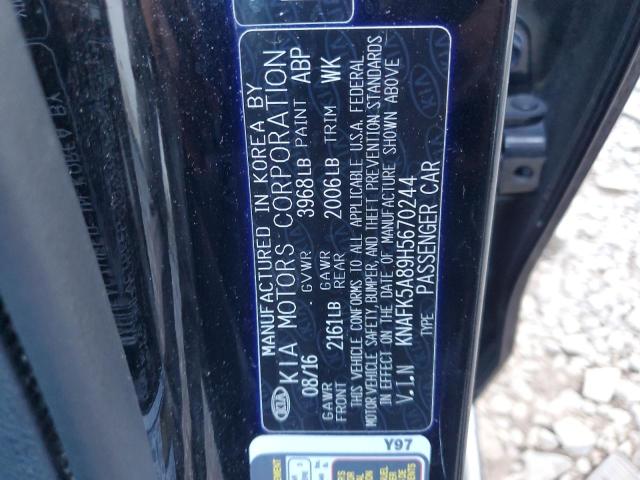 MANUFACTURED IN KOREA BY
KIA MOTORS CORPORATION
08/16 GVWR 3968LB PAINT ABP
GAWR FRONT 2161LB GAWR REAR 2006LB TRIM WK
THIS VEHICLE CONFORMS TO ALL APPLICABLE U.S.A. FEDERAL
MOTOR VEHICLE SAFETY, BUMPER, AND THEFT PREVENTION STANDARDS
IN EFFECT ON THE DATE OF MANUFACTURE SHOWN ABOVE
V.I.N KNAFK5A89H5670244
TYPE PASSENGER CAR
KIA
Y97